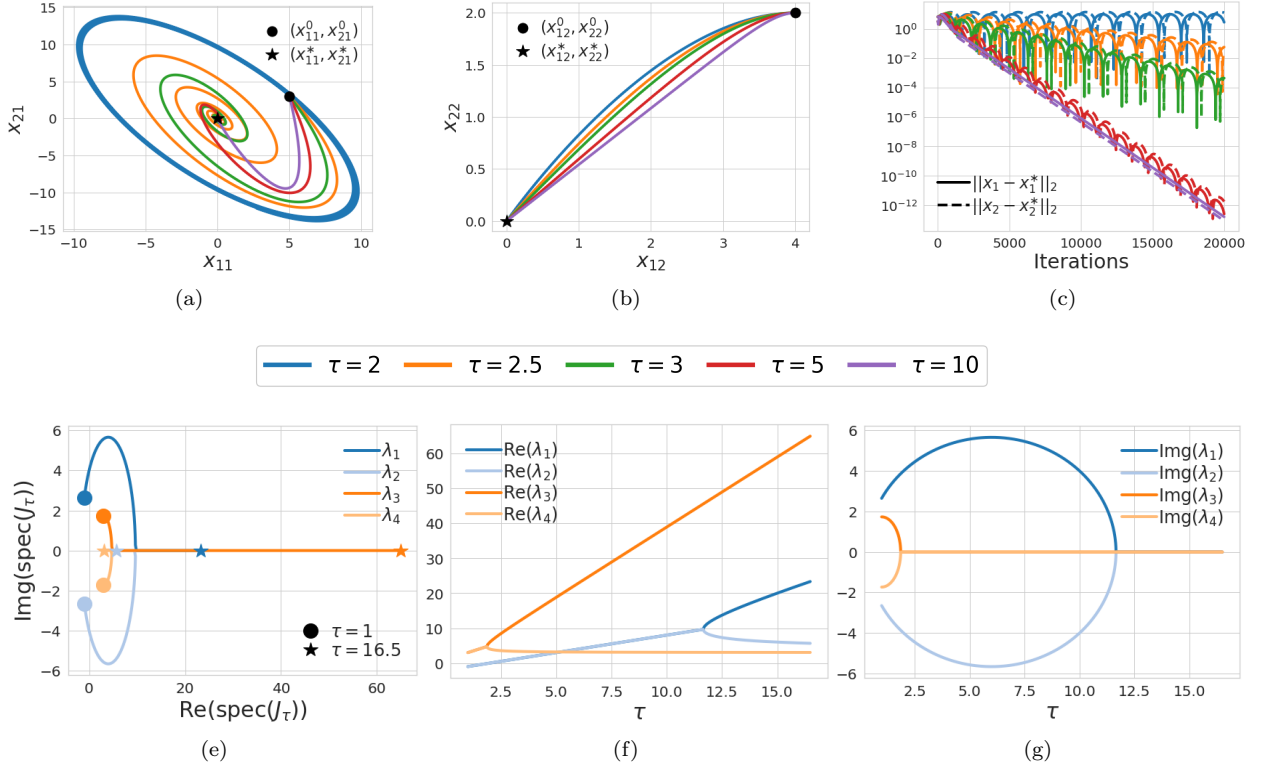 15
10
5
0
−5
−10
−15
−10
−5
0
5
10
x₂₁
x₁₁
(x⁰₁₁, x⁰₂₁)
(x*₁₁, x*₂₁)
(a)
2.0
1.5
1.0
0.5
0.0
0
1
2
3
4
x₂₂
x₁₂
(x⁰₁₂, x⁰₂₂)
(x*₁₂, x*₂₂)
(b)
10⁰
10⁻²
10⁻⁴
10⁻⁶
10⁻⁸
10⁻¹⁰
10⁻¹²
0
5000
10000
15000
20000
||x₁ − x₁*||₂
||x₂ − x₂*||₂
Iterations
(c)
τ = 2
τ = 2.5
τ = 3
τ = 5
τ = 10
6
4
2
0
−2
−4
−6
0
20
40
60
Img(spec(J_τ))
Re(spec(J_τ))
λ₁
λ₂
λ₃
λ₄
τ = 1
τ = 16.5
(e)
60
50
40
30
20
10
0
2.5
5.0
7.5
10.0
12.5
15.0
Re(λ₁)
Re(λ₂)
Re(λ₃)
Re(λ₄)
τ
(f)
6
4
2
0
−2
−4
−6
2.5
5.0
7.5
10.0
12.5
15.0
Img(λ₁)
Img(λ₂)
Img(λ₃)
Img(λ₄)
τ
(g)